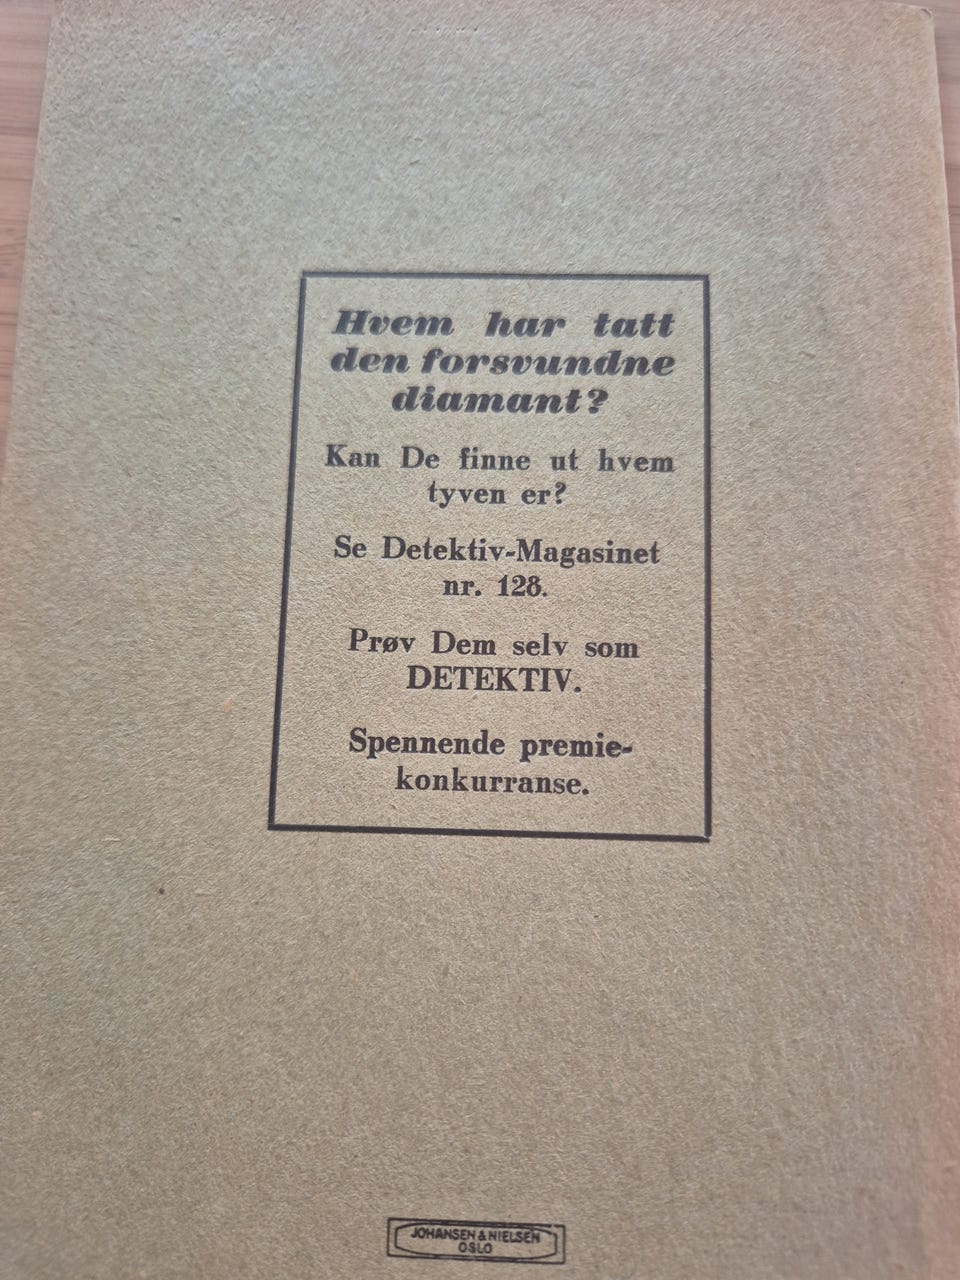 Hvem har tatt
den forsvundne
diamant?
Kan De finne ut hvem
tyven er?
Se Detektiv-Magasinet
nr. 128.
Prøv Dem selv som
DETEKTIV.
Spennende premie-
konkurranse.
JOHANSEN & NIELSEN
OSLO